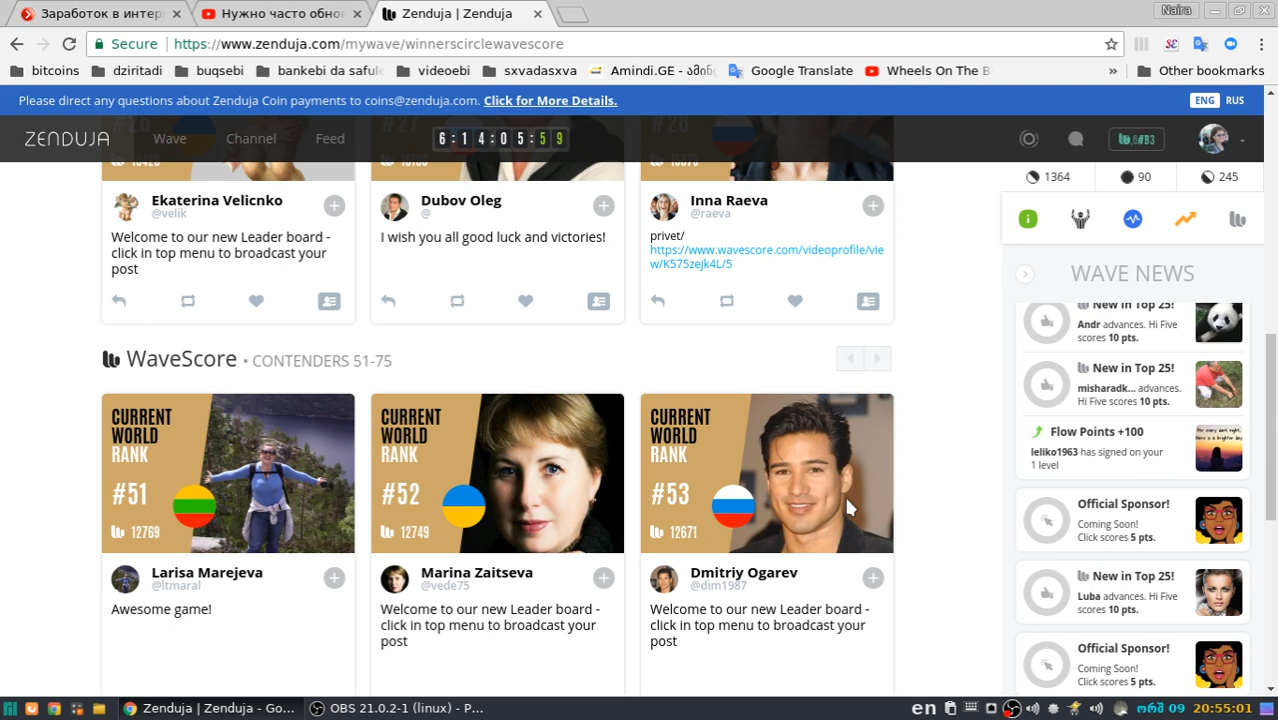 Заработок в интер
Нужно часто обно
Zenduja | Zenduja
Naira
Secure
https://www.zenduja.com/mywave/winnerscirclewavescore
bitcoins
dziritadi
buqsebi
bankebi da safule
videoebi
sxvadasxva
Amindi.GE - ამინდ
Google Translate
Wheels On The B
»
Other bookmarks
Please direct any questions about Zenduja Coin payments to coins@zenduja.com. Click for More Details.
ENG RUS
ZENDUJA
Wave
Channel
Feed
6:14:05:59
1364
90
245
Ekaterina Velicnko
@velik
Welcome to our new Leader board -
click in top menu to broadcast your
post
Dubov Oleg
@
I wish you all good luck and victories!
Inna Raeva
@raeva
privet/
https://www.wavescore.com/videoprofile/vie
w/K575zejk4L/5
WaveScore • CONTENDERS 51-75
CURRENT
WORLD
RANK
#51
12769
Larisa Marejeva
@ltmaral
Awesome game!
CURRENT
WORLD
RANK
#52
12749
Marina Zaitseva
@vede75
Welcome to our new Leader board -
click in top menu to broadcast your
post
CURRENT
WORLD
RANK
#53
12671
Dmitriy Ogarev
@dim1987
Welcome to our new Leader board -
click in top menu to broadcast your
post
WAVE NEWS
New in Top 25!
Andr advances. Hi Five
scores 10 pts.
New in Top 25!
misharadk... advances.
Hi Five scores 10 pts.
Flow Points +100
leliko1963 has signed on your
1 level
Official Sponsor!
Coming Soon!
Click scores 5 pts.
New in Top 25!
Luba advances. Hi Five
scores 10 pts.
Official Sponsor!
Coming Soon!
Click scores 5 pts.
Zenduja | Zenduja - Go...
OBS 21.0.2-1 (linux) - P...
en
ორშ 09
20:55:01